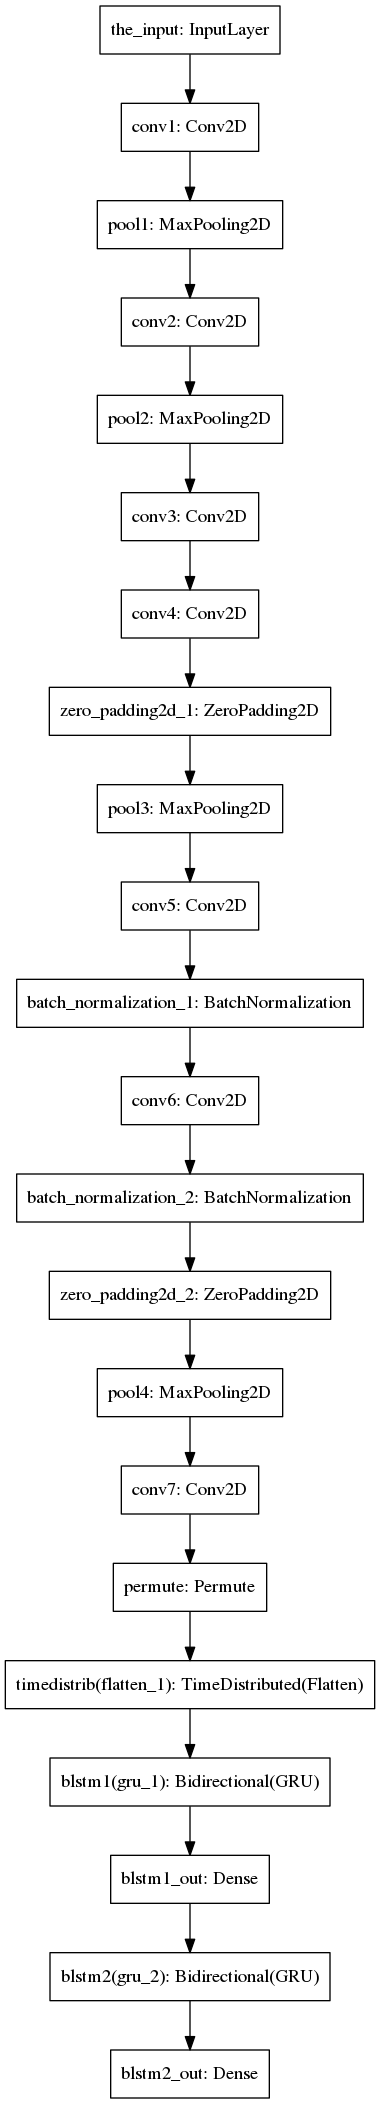 the_input: InputLayer
conv1: Conv2D
pool1: MaxPooling2D
conv2: Conv2D
pool2: MaxPooling2D
conv3: Conv2D
conv4: Conv2D
zero_padding2d_1: ZeroPadding2D
pool3: MaxPooling2D
conv5: Conv2D
batch_normalization_1: BatchNormalization
conv6: Conv2D
batch_normalization_2: BatchNormalization
zero_padding2d_2: ZeroPadding2D
pool4: MaxPooling2D
conv7: Conv2D
permute: Permute
timedistrib(flatten_1): TimeDistributed(Flatten)
blstm1(gru_1): Bidirectional(GRU)
blstm1_out: Dense
blstm2(gru_2): Bidirectional(GRU)
blstm2_out: Dense